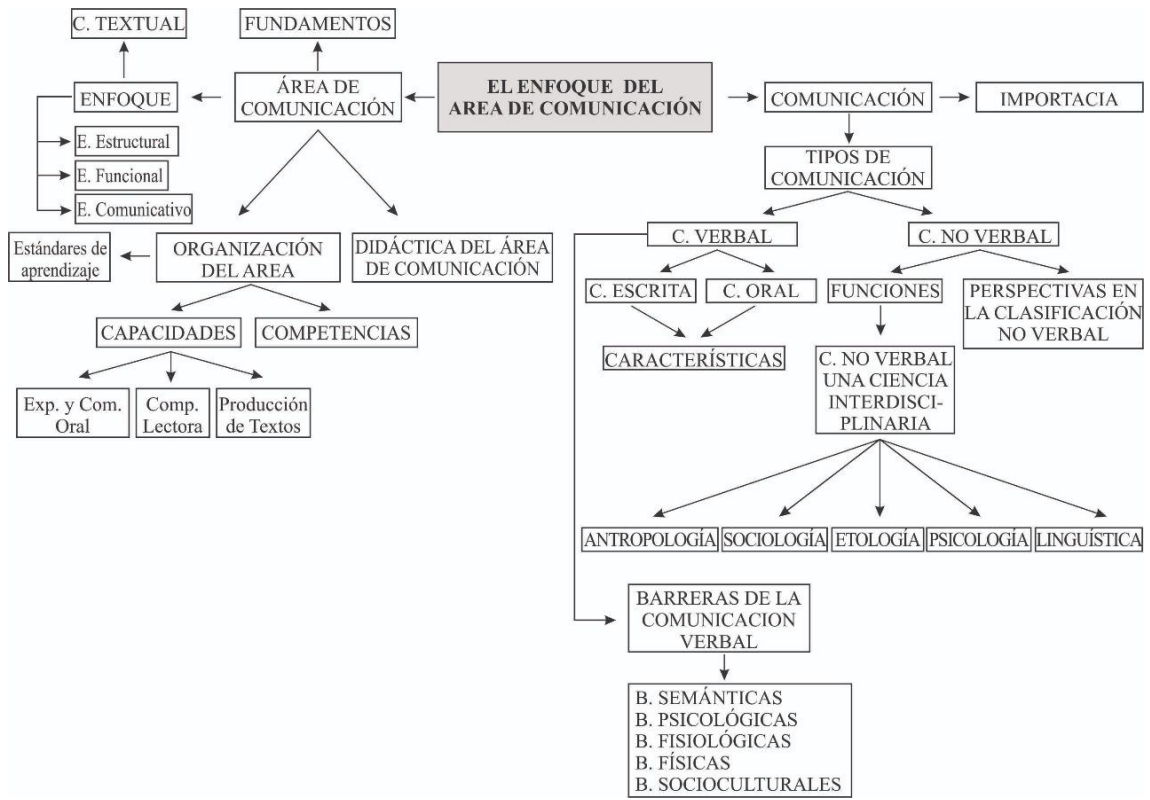 C. TEXTUAL
FUNDAMENTOS
ENFOQUE
ÁREA DE
COMUNICACIÓN
EL ENFOQUE DEL
AREA DE COMUNICACIÓN
COMUNICACIÓN
IMPORTACIA
E. Estructural
E. Funcional
E. Comunicativo
TIPOS DE
COMUNICACIÓN
Estándares de
aprendizaje
ORGANIZACIÓN
DEL AREA
DIDÁCTICA DEL ÁREA
DE COMUNICACIÓN
C. VERBAL
C. NO VERBAL
CAPACIDADES
COMPETENCIAS
C. ESCRITA
C. ORAL
FUNCIONES
PERSPECTIVAS EN
LA CLASIFICACIÓN
NO VERBAL
CARACTERÍSTÍCAS
Exp. y Com.
Oral
Comp.
Lectora
Producción
de Textos
C. NO VERBAL
UNA CIENCIA
INTERDISCI-
PLINARIA
ANTROPOLOGÍA
SOCIOLOGÍA
ETOLOGÍA
PSICOLOGÍA
LINGUÍSTICA
BARRERAS DE LA
COMUNICACION
VERBAL
B. SEMÁNTICAS
B. PSICOLÓGICAS
B. FISIOLÓGICAS
B. FÍSICAS
B. SOCIOCULTURALES